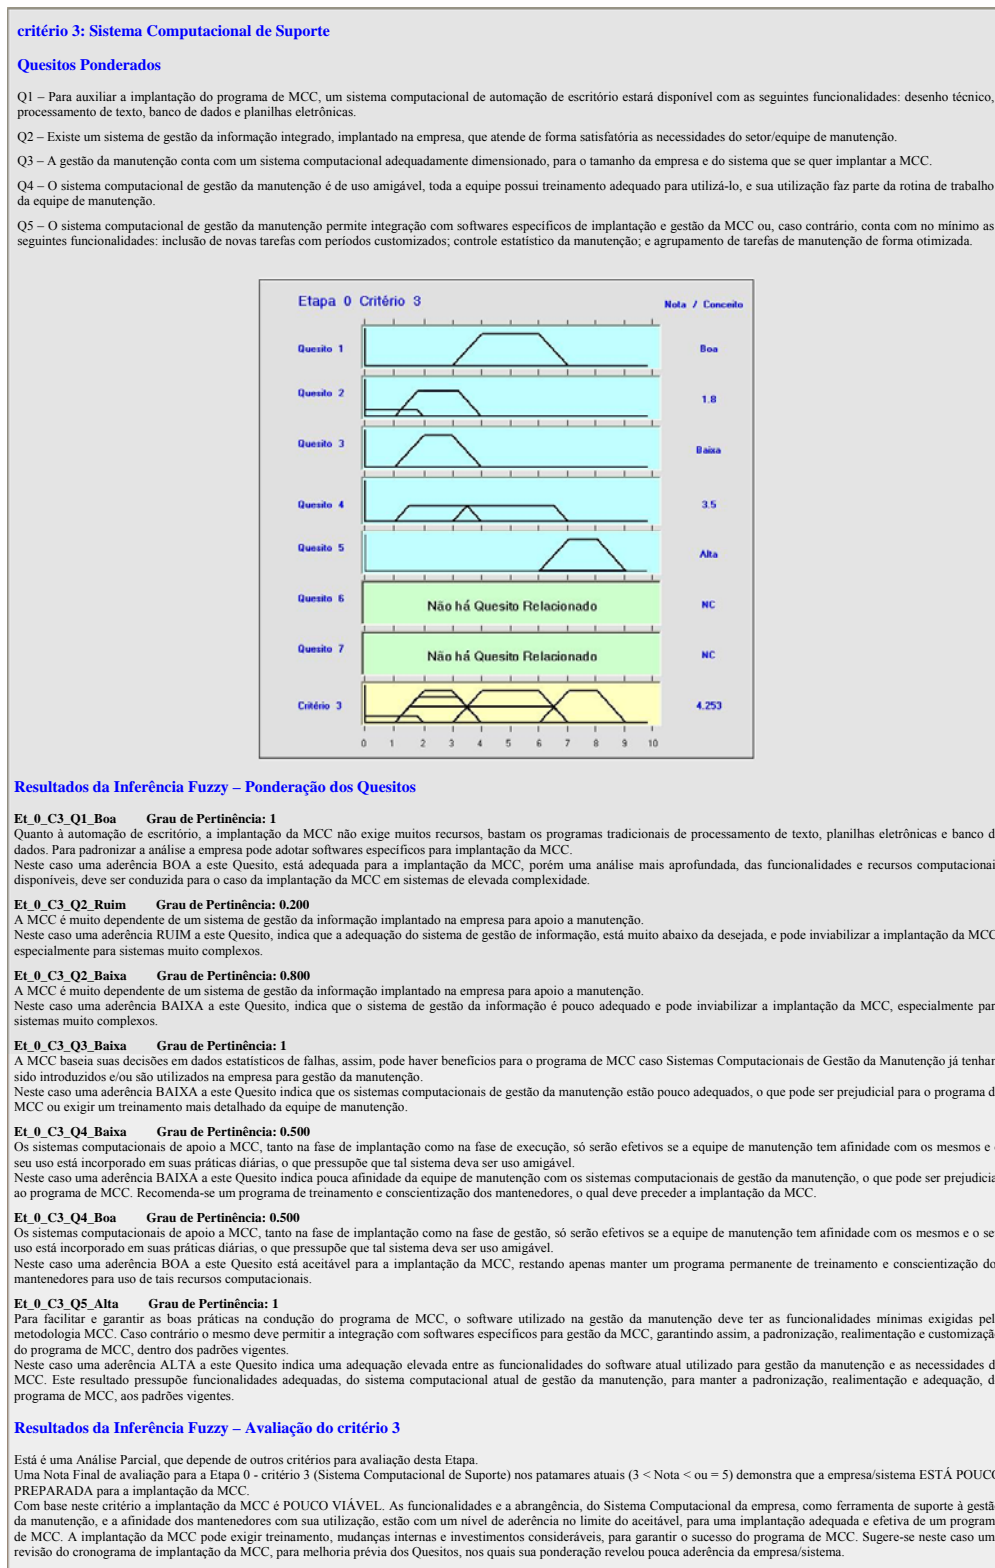 critério 3: Sistema Computacional de Suporte
Quesitos Ponderados
Q1 – Para auxiliar a implantação do programa de MCC, um sistema computacional de automação de escritório estará disponível com as seguintes funcionalidades: desenho técnico,
processamento de texto, banco de dados e planilhas eletrônicas.
Q2 – Existe um sistema de gestão da informação integrado, implantado na empresa, que atende de forma satisfatória as necessidades do setor/equipe de manutenção.
Q3 – A gestão da manutenção conta com um sistema computacional adequadamente dimensionado, para o tamanho da empresa e do sistema que se quer implantar a MCC.
Q4 – O sistema computacional de gestão da manutenção é de uso amigável, toda a equipe possui treinamento adequado para utilizá-lo, e sua utilização faz parte da rotina de trabalho
da equipe de manutenção.
Q5 – O sistema computacional de gestão da manutenção permite integração com softwares específicos de implantação e gestão da MCC ou, caso contrário, conta com no mínimo as
seguintes funcionalidades: inclusão de novas tarefas com períodos customizados; controle estatístico da manutenção; e agrupamento de tarefas de manutenção de forma otimizada.
Etapa 0 Critério 3
Nota / Conceito
Quesito 1 Boa
Quesito 2 1.8
Quesito 3 Baixa
Quesito 4 3.5
Quesito 5 Alta
Quesito 6 Não há Quesito Relacionado NC
Quesito 7 Não há Quesito Relacionado NC
Critério 3 4.253
0 1 2 3 4 5 6 7 8 9 10
Resultados da Inferência Fuzzy – Ponderação dos Quesitos
Et_0_C3_Q1_Boa Grau de Pertinência: 1
Quanto à automação de escritório, a implantação da MCC não exige muitos recursos, bastam os programas tradicionais de processamento de texto, planilhas eletrônicas e banco d
dados. Para padronizar a análise a empresa pode adotar softwares específicos para implantação da MCC.
Neste caso uma aderência BOA a este Quesito, está adequada para a implantação da MCC, porém uma análise mais aprofundada, das funcionalidades e recursos computacionai
disponíveis, deve ser conduzida para o caso da implantação da MCC em sistemas de elevada complexidade.
Et_0_C3_Q2_Ruim Grau de Pertinência: 0.200
A MCC é muito dependente de um sistema de gestão da informação implantado na empresa para apoio a manutenção.
Neste caso uma aderência RUIM a este Quesito, indica que a adequação do sistema de gestão de informação, está muito abaixo da desejada, e pode inviabilizar a implantação da MCC
especialmente para sistemas muito complexos.
Et_0_C3_Q2_Baixa Grau de Pertinência: 0.800
A MCC é muito dependente de um sistema de gestão da informação implantado na empresa para apoio a manutenção.
Neste caso uma aderência BAIXA a este Quesito, indica que o sistema de gestão da informação é pouco adequado e pode inviabilizar a implantação da MCC, especialmente par
sistemas muito complexos.
Et_0_C3_Q3_Baixa Grau de Pertinência: 1
A MCC baseia suas decisões em dados estatísticos de falhas, assim, pode haver benefícios para o programa de MCC caso Sistemas Computacionais de Gestão da Manutenção já tenhar
sido introduzidos e/ou são utilizados na empresa para gestão da manutenção.
Neste caso uma aderência BAIXA a este Quesito indica que os sistemas computacionais de gestão da manutenção estão pouco adequados, o que pode ser prejudicial para o programa d
MCC ou exigir um treinamento mais detalhado da equipe de manutenção.
Et_0_C3_Q4_Baixa Grau de Pertinência: 0.500
Os sistemas computacionais de apoio a MCC, tanto na fase de implantação como na fase de execução, só serão efetivos se a equipe de manutenção tem afinidade com os mesmos e
seu uso está incorporado em suas práticas diárias, o que pressupõe que tal sistema deva ser uso amigável.
Neste caso uma aderência BAIXA a este Quesito indica pouca afinidade da equipe de manutenção com os sistemas computacionais de gestão da manutenção, o que pode ser prejudicia
ao programa de MCC. Recomenda-se um programa de treinamento e conscientização dos mantenedores, o qual deve preceder a implantação da MCC.
Et_0_C3_Q4_Boa Grau de Pertinência: 0.500
Os sistemas computacionais de apoio a MCC, tanto na fase de implantação como na fase de gestão, só serão efetivos se a equipe de manutenção tem afinidade com os mesmos e o se
uso está incorporado em suas práticas diárias, o que pressupõe que tal sistema deva ser uso amigável.
Neste caso uma aderência BOA a este Quesito está aceitável para a implantação da MCC, restando apenas manter um programa permanente de treinamento e conscientização do
mantenedores para uso de tais recursos computacionais.
Et_0_C3_Q5_Alta Grau de Pertinência: 1
Para facilitar e garantir as boas práticas na condução do programa de MCC, o software utilizado na gestão da manutenção deve ter as funcionalidades mínimas exigidas pel
metodologia MCC. Caso contrário o mesmo deve permitir a integração com softwares específicos para gestão da MCC, garantindo assim, a padronização, realimentação e customizaçã
do programa de MCC, dentro dos padrões vigentes.
Neste caso uma aderência ALTA a este Quesito indica uma adequação elevada entre as funcionalidades do software atual utilizado para gestão da manutenção e as necessidades d
MCC. Este resultado pressupõe funcionalidades adequadas, do sistema computacional atual de gestão da manutenção, para manter a padronização, realimentação e adequação, d
programa de MCC, aos padrões vigentes.
Resultados da Inferência Fuzzy – Avaliação do critério 3
Está é uma Análise Parcial, que depende de outros critérios para avaliação desta Etapa.
Uma Nota Final de avaliação para a Etapa 0 - critério 3 (Sistema Computacional de Suporte) nos patamares atuais (3 < Nota < ou = 5) demonstra que a empresa/sistema ESTÁ POUCO
PREPARADA para a implantação da MCC.
Com base neste critério a implantação da MCC é POUCO VIÁVEL. As funcionalidades e a abrangência, do Sistema Computacional da empresa, como ferramenta de suporte à gestã
da manutenção, e a afinidade dos mantenedores com sua utilização, estão com um nível de aderência no limite do aceitável, para uma implantação adequada e efetiva de um program
de MCC. A implantação da MCC pode exigir treinamento, mudanças internas e investimentos consideráveis, para garantir o sucesso do programa de MCC. Sugere-se neste caso um
revisão do cronograma de implantação da MCC, para melhoria prévia dos Quesitos, nos quais sua ponderação revelou pouca aderência da empresa/sistema.